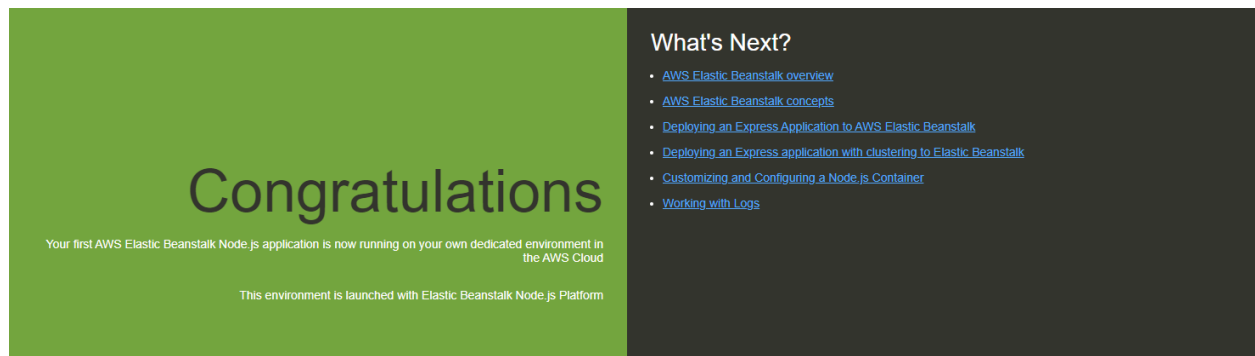 Congratulations
Your first AWS Elastic Beanstalk Node.js application is now running on your own dedicated environment in
the AWS Cloud
This environment is launched with Elastic Beanstalk Node.js Platform
What's Next?
AWS Elastic Beanstalk overview
AWS Elastic Beanstalk concepts
Deploying an Express Application to AWS Elastic Beanstalk
Deploying an Express application with clustering to Elastic Beanstalk
Customizing and Configuring a Node.js Container
Working with Logs